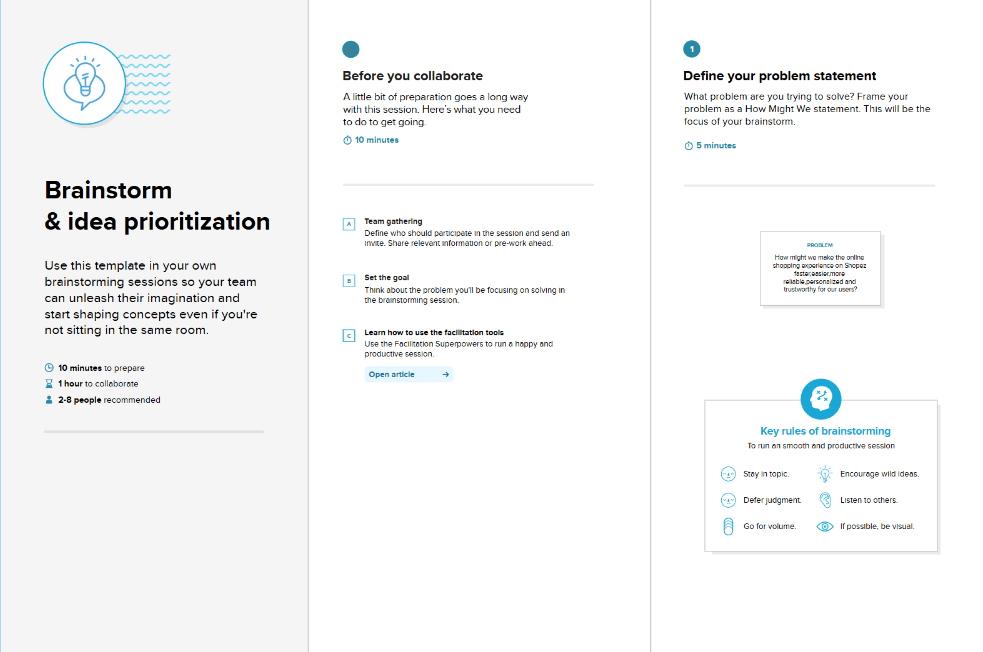 Brainstorm
& idea prioritization
Use this template in your own
brainstorming sessions so your team
can unleash their imagination and
start shaping concepts even if you're
not sitting in the same room.
10 minutes to prepare
1 hour to collaborate
2-8 people recommended
Before you collaborate
A little bit of preparation goes a long way
with this session. Here's what you need
to do to get going.
10 minutes
A
Team gathering
Define who should participate in the session and send an
invite. Share relevant information or pre-work ahead.
B
Set the goal
Think about the problem you'll be focusing on solving in
the brainstorming session.
C
Learn how to use the facilitation tools
Use the Facilitation Superpowers to run a happy and
productive session.
Open article →
1
Define your problem statement
What problem are you trying to solve? Frame your
problem as a How Might We statement. This will be the
focus of your brainstorm.
5 minutes
PROBLEM
How might we make the online
shopping experience on Shopez
faster,easier,more
reliable,personalized and
trustworthy for our users?
Key rules of brainstorming
To run an smooth and productive session
Stay in topic.
Encourage wild ideas.
Defer judgment.
Listen to others.
Go for volume.
If possible, be visual.